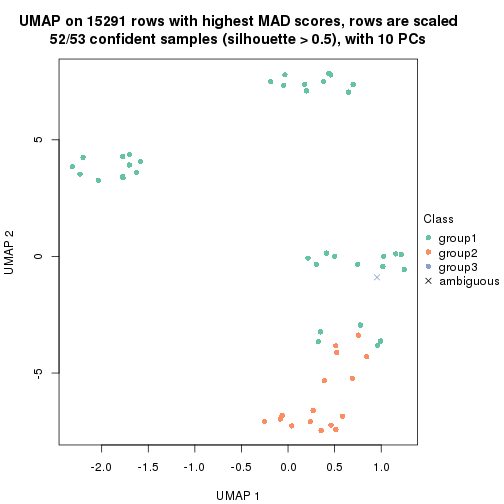 UMAP on 15291 rows with highest MAD scores, rows are scaled
52/53 confident samples (silhouette > 0.5), with 10 PCs
5
0
-5
UMAP 2
-2.0 -1.5 -1.0 -0.5 0.0 0.5 1.0
UMAP 1
Class
group1
group2
group3
ambiguous